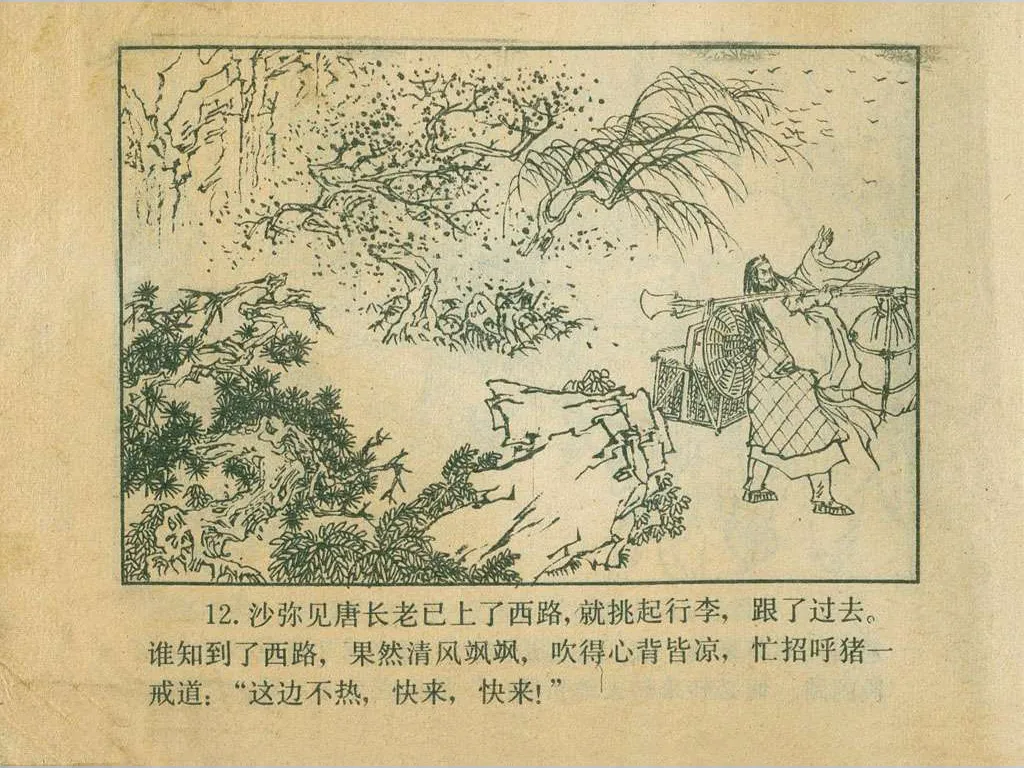 12. 沙弥见唐长老已上了西路，就挑起行李，跟了过去。
谁知到了西路，果然清风飒飒，吹得心背皆凉，忙招呼猪一
戒道：“这边不热，快来，快来！”